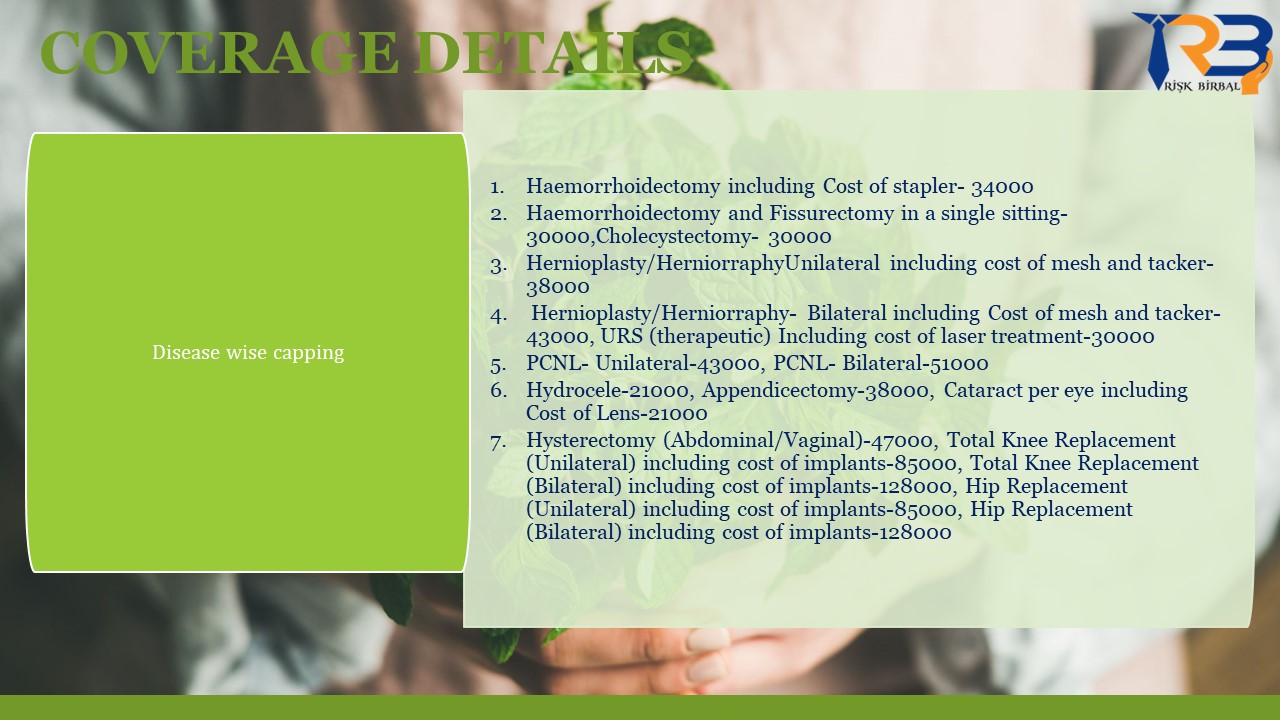 COVERAGE DETAILS
RİŞK BİRBAL
Disease wise capping
1. Haemorrhoidectomy including Cost of stapler- 34000
2. Haemorrhoidectomy and Fissurectomy in a single sitting-
30000,Cholecystectomy- 30000
3. Hernioplasty/HerniorraphyUnilateral including cost of mesh and tacker-
38000
4. Hernioplasty/Herniorraphy- Bilateral including Cost of mesh and tacker-
43000, URS (therapeutic) Including cost of laser treatment-30000
5. PCNL- Unilateral-43000, PCNL- Bilateral-51000
6. Hydrocele-21000, Appendicectomy-38000, Cataract per eye including
Cost of Lens-21000
7. Hysterectomy (Abdominal/Vaginal)-47000, Total Knee Replacement
(Unilateral) including cost of implants-85000, Total Knee Replacement
(Bilateral) including cost of implants-128000, Hip Replacement
(Unilateral) including cost of implants-85000, Hip Replacement
(Bilateral) including cost of implants-128000